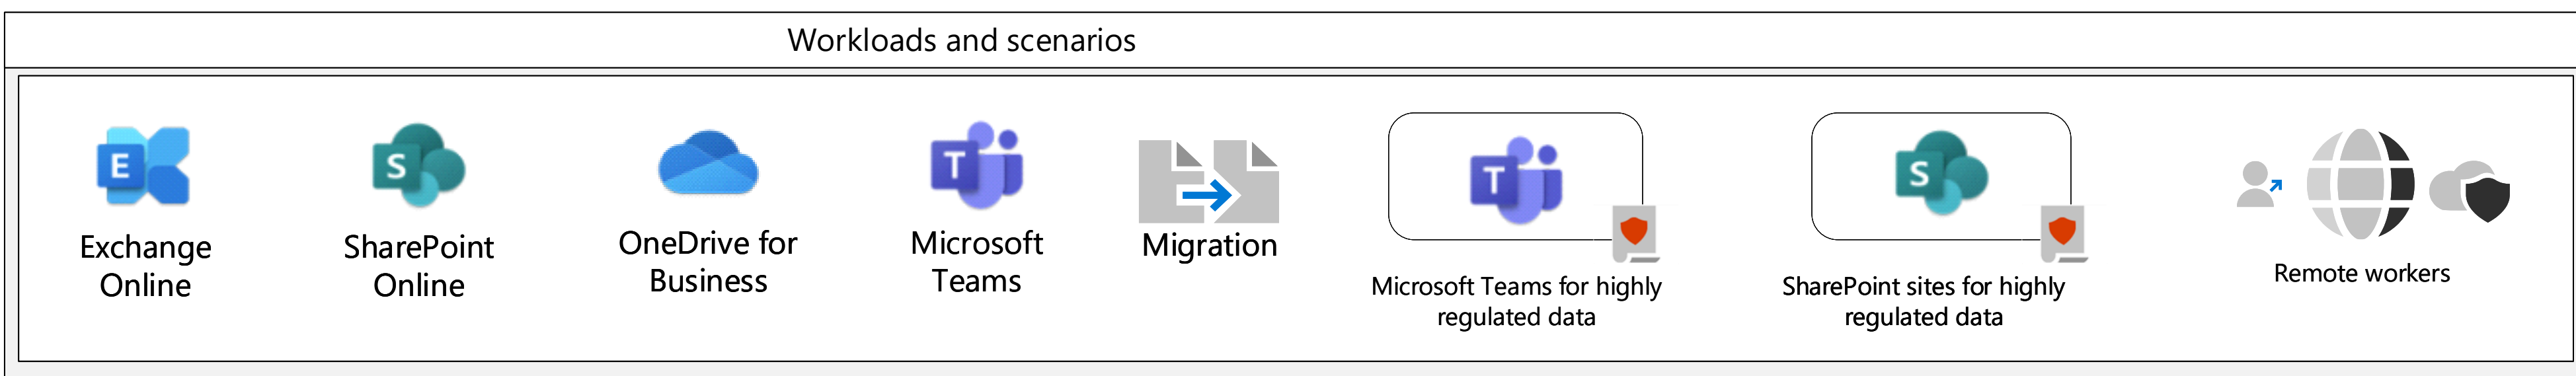 Workloads and scenarios
E
Exchange
Online
S
SharePoint
Online
OneDrive for
Business
T
Microsoft
Teams
Migration
T
Microsoft Teams for highly
regulated data
S
SharePoint sites for highly
regulated data
Remote workers